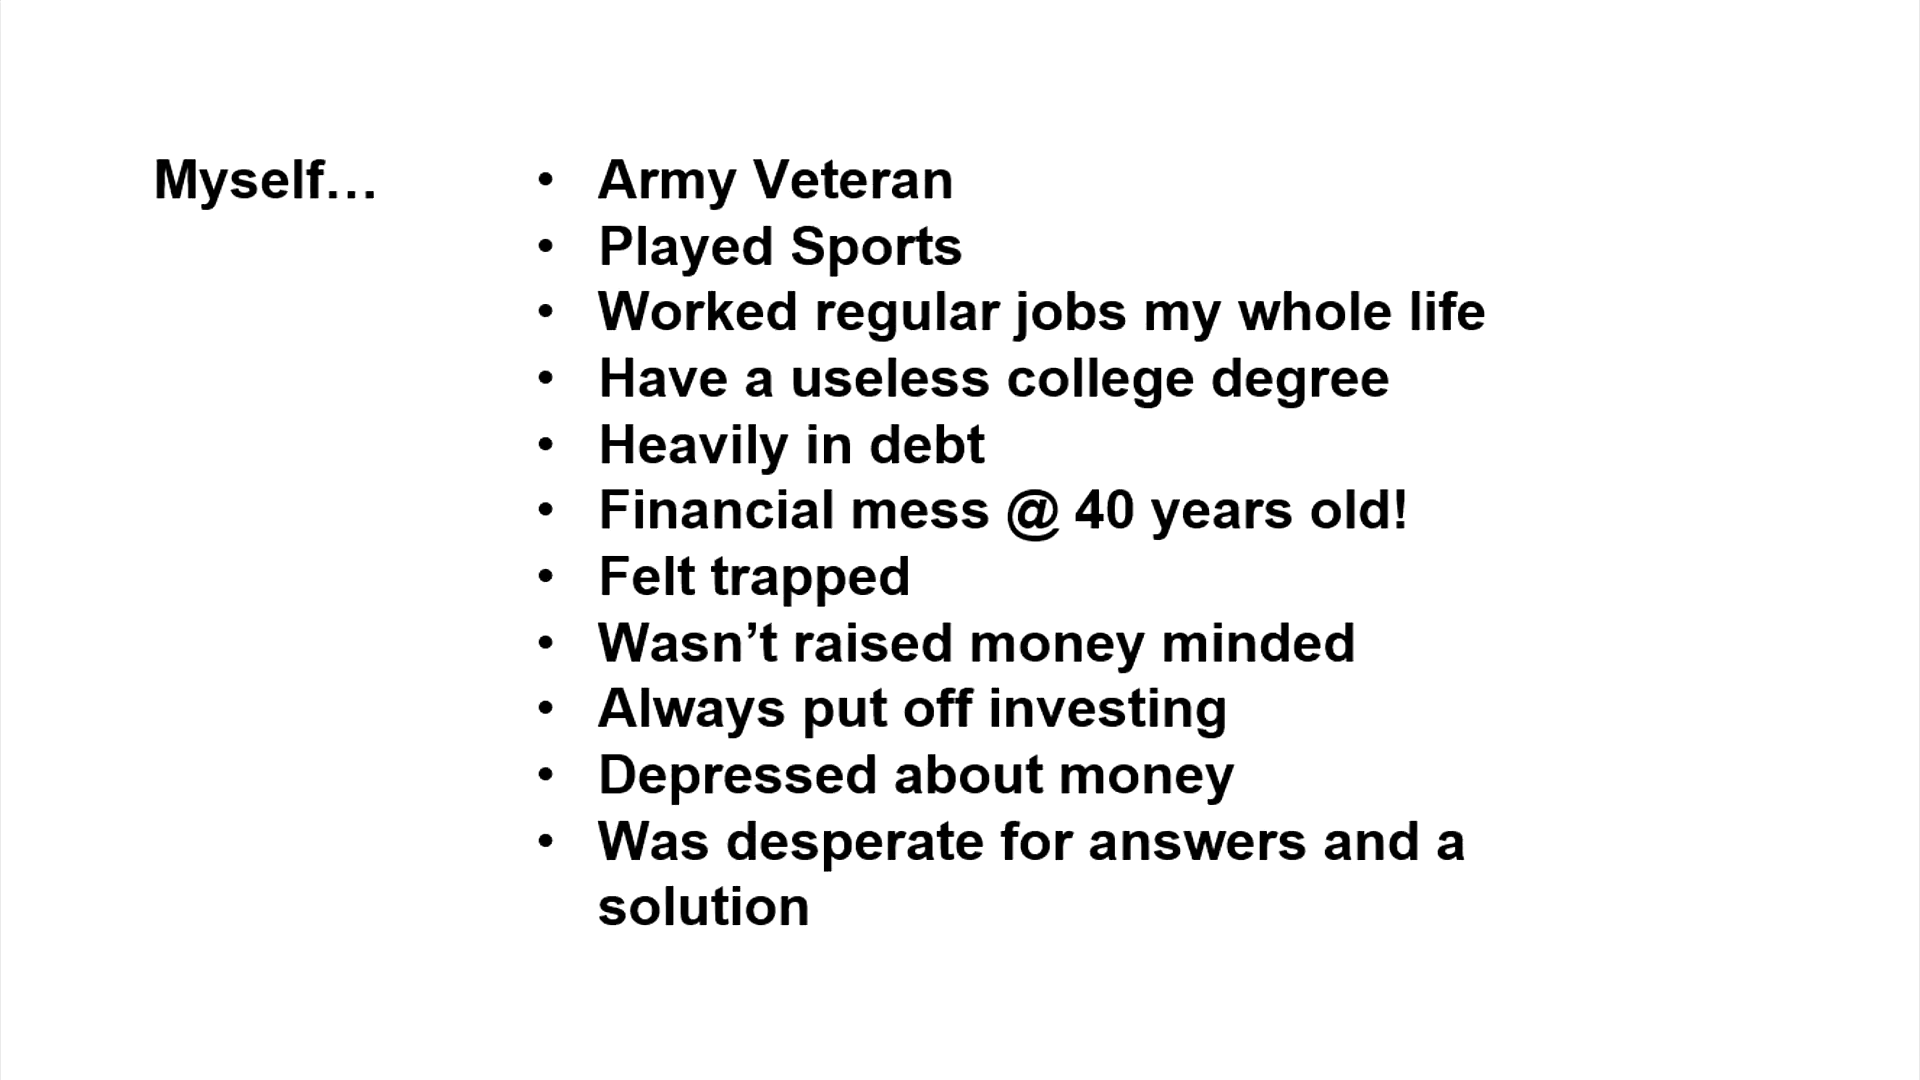 Myself…
• Army Veteran
• Played Sports
• Worked regular jobs my whole life
• Have a useless college degree
• Heavily in debt
• Financial mess @ 40 years old!
• Felt trapped
• Wasn’t raised money minded
• Always put off investing
• Depressed about money
• Was desperate for answers and a
solution